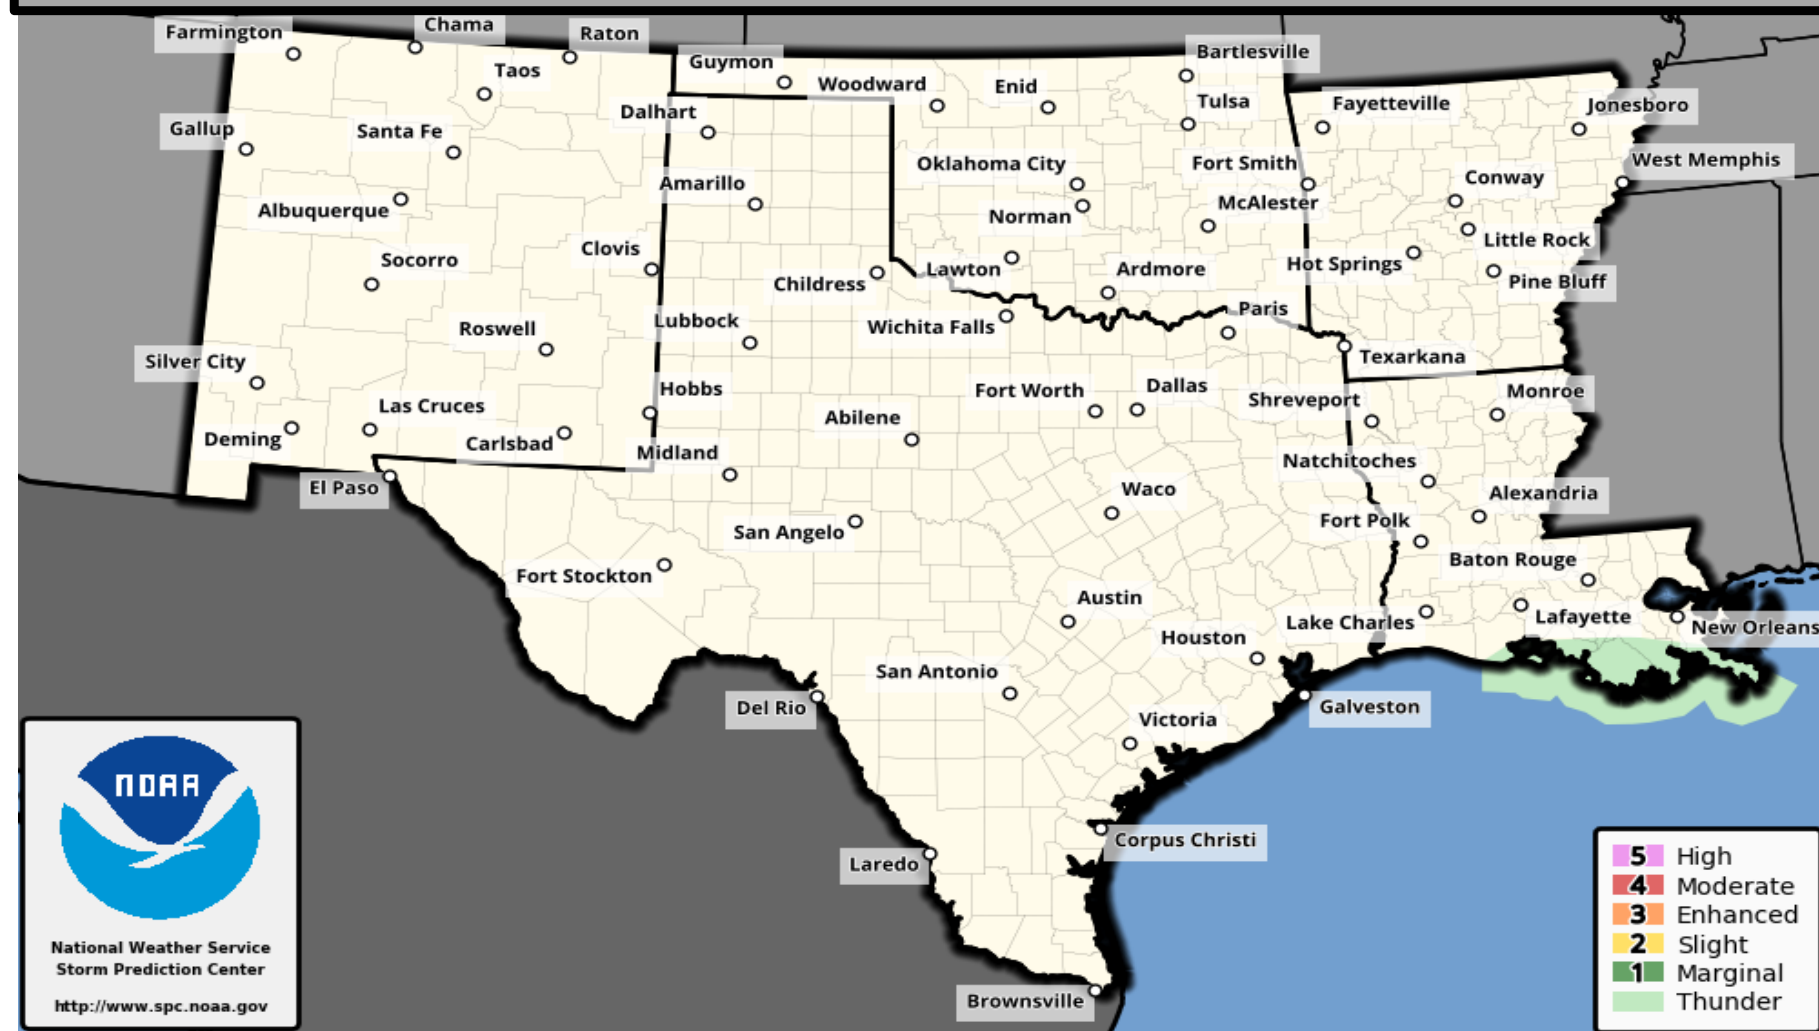 Farmington
Chama
Raton
Taos
Guymon
Woodward
Enid
Bartlesville
Tulsa
Fayetteville
Jonesboro
Gallup
Santa Fe
Dalhart
Oklahoma City
Fort Smith
West Memphis
Conway
Amarillo
Norman
McAlester
Albuquerque
Little Rock
Socorro
Clovis
Childress
Lawton
Ardmore
Hot Springs
Pine Bluff
Roswell
Lubbock
Wichita Falls
Paris
Texarkana
Silver City
Hobbs
Fort Worth
Dallas
Shreveport
Monroe
Las Cruces
Abilene
Deming
Carlsbad
Midland
Natchitoches
El Paso
Waco
Alexandria
San Angelo
Fort Polk
Fort Stockton
Baton Rouge
Austin
Lake Charles
Lafayette
New Orleans
Houston
San Antonio
Del Rio
Victoria
Galveston
Corpus Christi
Laredo
Brownsville
NOAA
National Weather Service
Storm Prediction Center
http://www.spc.noaa.gov
5 High
4 Moderate
3 Enhanced
2 Slight
1 Marginal
Thunder